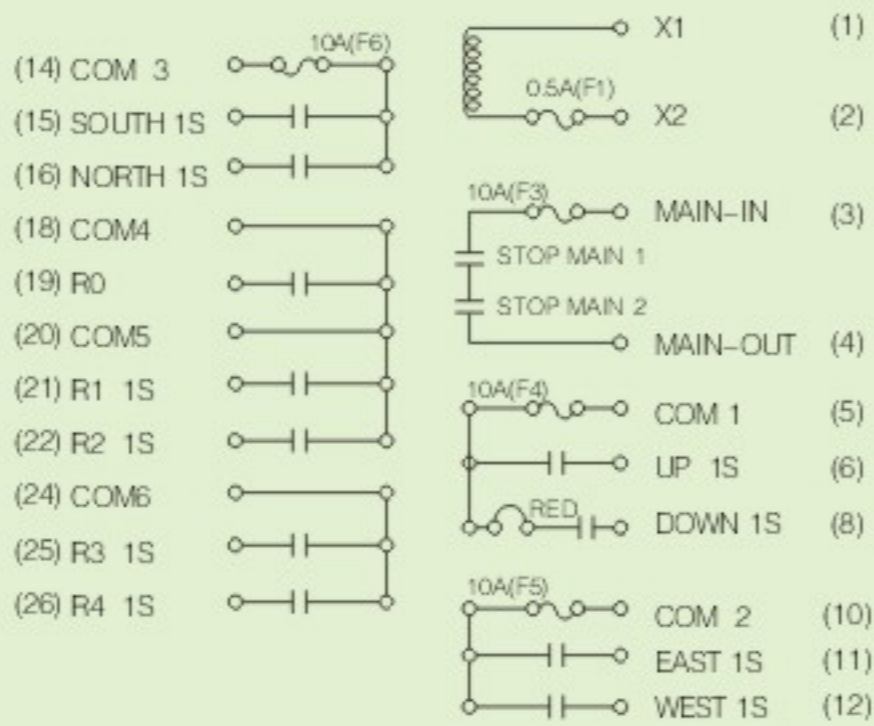 10A(F6)
(14) COM 3
(15) SOUTH 1S
(16) NORTH 1S
(18) COM4
(19) R0
(20) COM5
(21) R1 1S
(22) R2 1S
(24) COM6
(25) R3 1S
(26) R4 1S
X1 (1)
0.5A(F1)
X2 (2)
10A(F3)
MAIN-IN (3)
STOP MAIN 1
STOP MAIN 2
MAIN-OUT (4)
10A(F4)
COM 1 (5)
UP 1S (6)
RED
DOWN 1S (8)
10A(F5)
COM 2 (10)
EAST 1S (11)
WEST 1S (12)